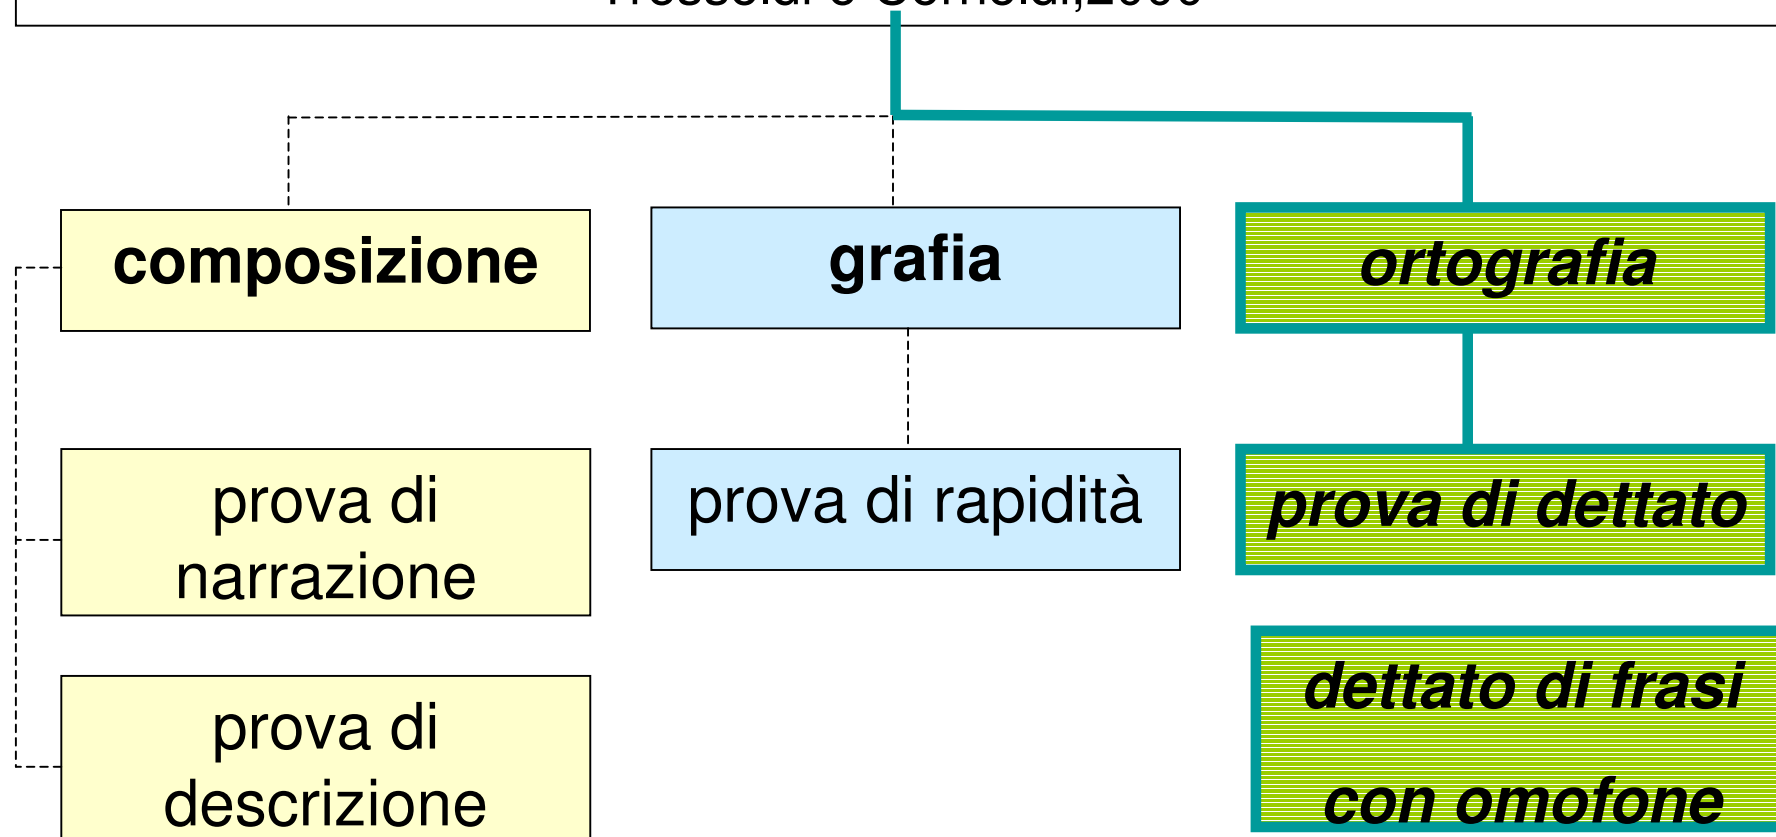 composizione
grafia
ortografia
prova di
narrazione
prova di rapidità
prova di dettato
prova di
descrizione
dettato di frasi
con omofone